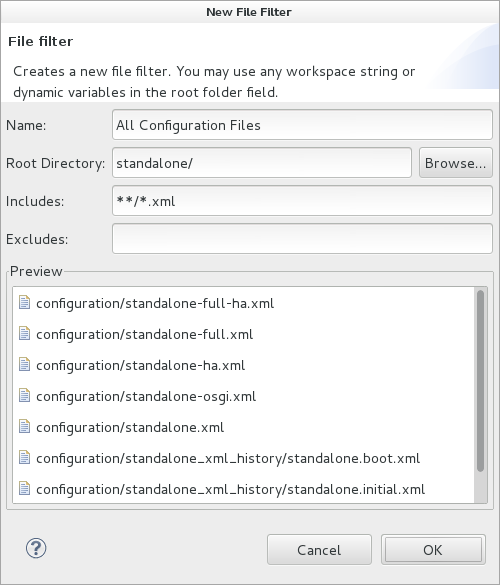 New File Filter
File filter
Creates a new file filter. You may use any workspace string or
dynamic variables in the root folder field.
Name: All Configuration Files
Root Directory: standalone/ Browse...
Includes: **/*.xml
Excludes:
Preview
configuration/standalone-full-ha.xml
configuration/standalone-full.xml
configuration/standalone-ha.xml
configuration/standalone-osgi.xml
configuration/standalone.xml
configuration/standalone_xml_history/standalone.boot.xml
configuration/standalone_xml_history/standalone.initial.xml
? Cancel OK